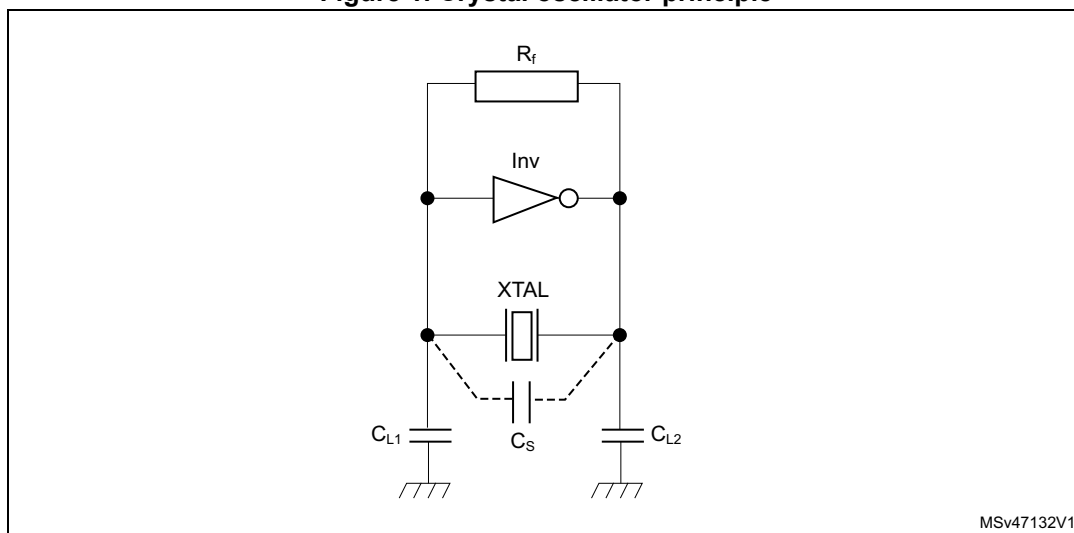 Figure 1. Crystal oscillator principle
Rf
Inv
XTAL
CL1
CS
CL2
MSv47132V1